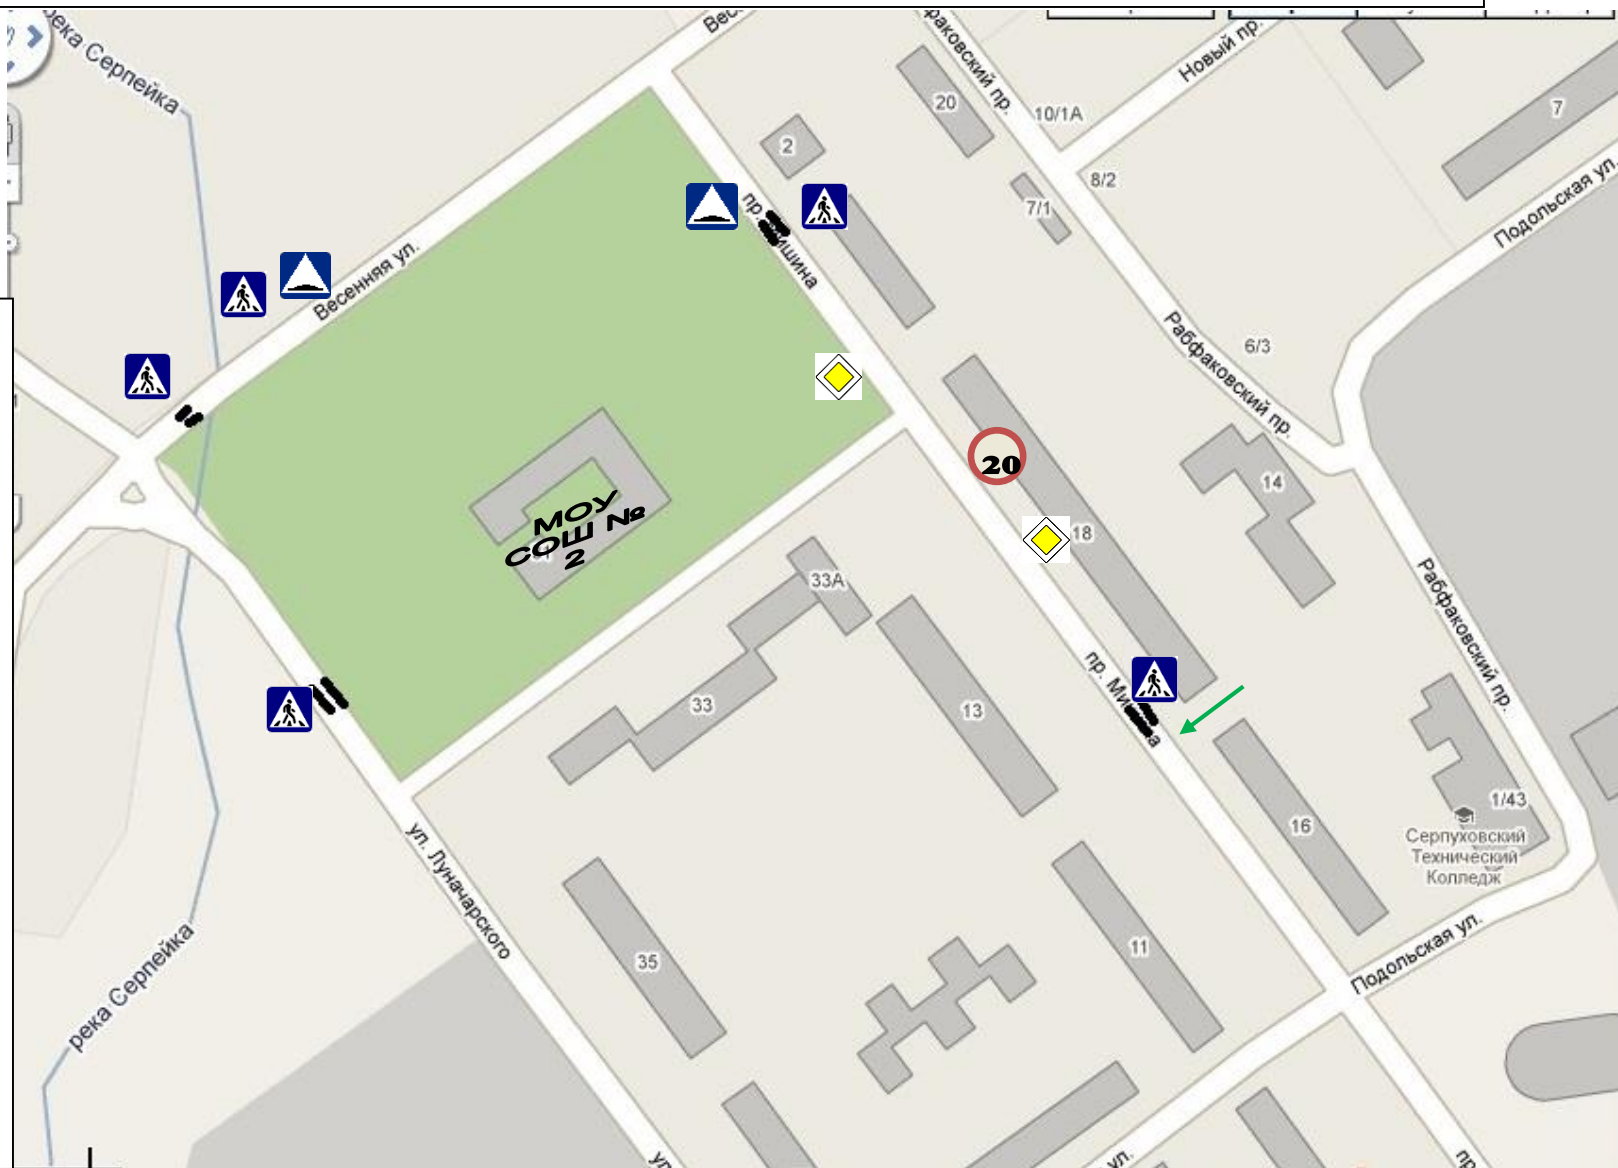 река Серпейка
Весенняя ул.
пр. Мишина
2
20
10/1А
8/2
7/1
Новый пр.
7
Подольская ул.
Рабфаковский пр.
6/3
14
20
18
МОУ
СОШ №
2
33А
33
13
Рабфаковский пр.
16
1/43
Серпуховский
Технический
Колледж
ул. Луначарского
35
11
Подольская ул.
река Серпейка
ул.